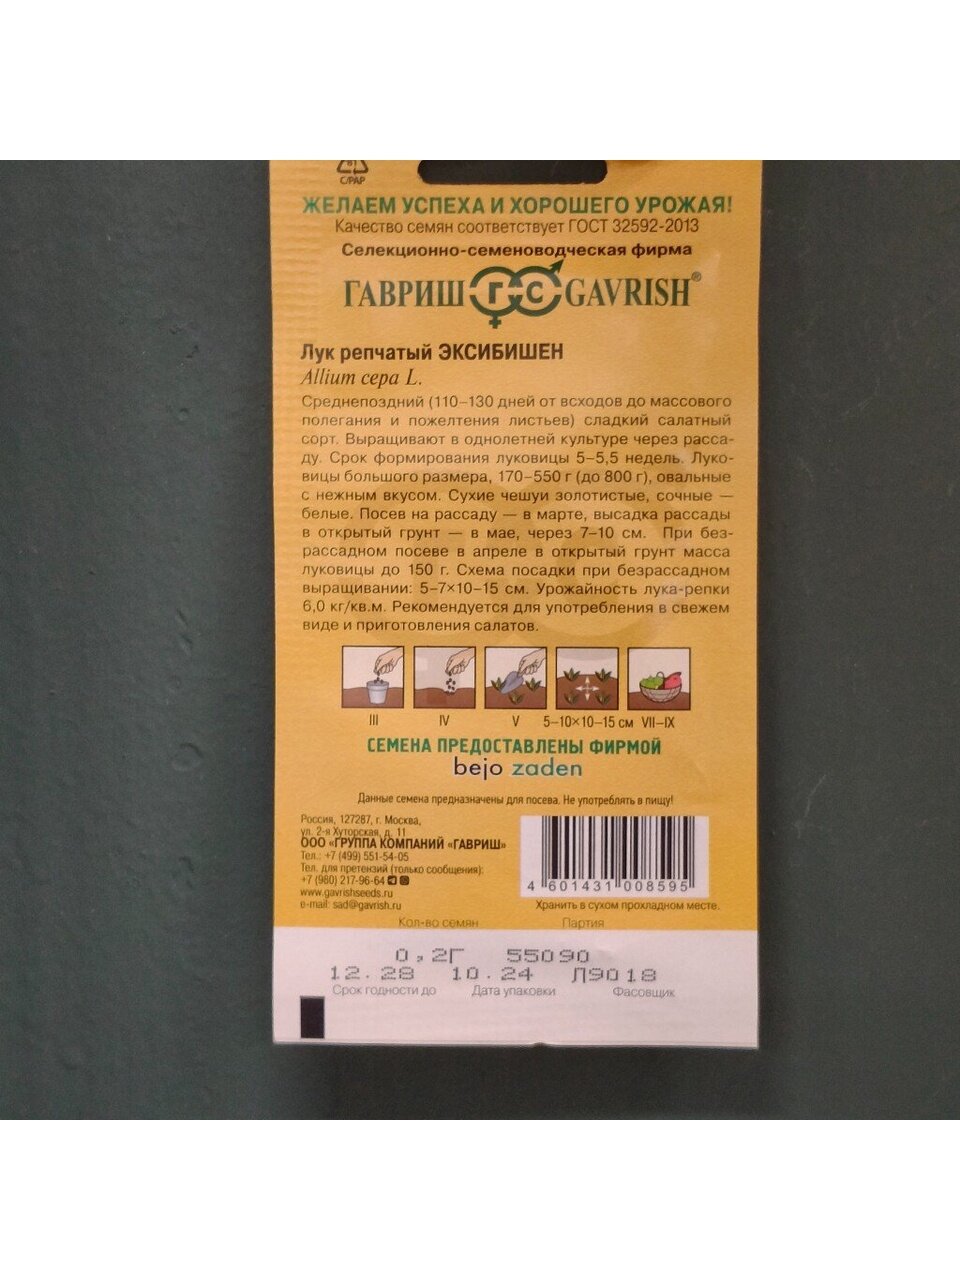 C/PAP
ЖЕЛАЕМ УСПЕХА И ХОРОШЕГО УРОЖАЯ!
Качество семян соответствует ГОСТ 32592-2013
Селекционно-семеноводческая фирма
ГАВРИШ ГС GAVRISH®
Лук репчатый ЭКСИБИШЕН
Allium cepa L.
Среднепоздний (110–130 дней от всходов до массового
полегания и пожелтения листьев) сладкий салатный
сорт. Выращивают в однолетней культуре через расса-
ду. Срок формирования луковицы 5–5,5 недель. Луко-
вицы большого размера, 170–550 г (до 800 г), овальные
с нежным вкусом. Сухие чешуи золотистые, сочные —
белые. Посев на рассаду — в марте, высадка рассады
в открытый грунт — в мае, через 7–10 см. При без-
рассадном посеве в апреле в открытый грунт масса
луковицы до 150 г. Схема посадки при безрассадном
выращивании: 5–7×10–15 см. Урожайность лука-репки
6,0 кг/кв.м. Рекомендуется для употребления в свежем
виде и приготовления салатов.
III IV V 5–10×10–15 см VII–IX
СЕМЕНА ПРЕДОСТАВЛЕНЫ ФИРМОЙ
bejo zaden
Данные семена предназначены для посева. Не употреблять в пищу!
Россия, 127287, г. Москва,
ул. 2-я Хуторская, д. 11
ООО «ГРУППА КОМПАНИЙ «ГАВРИШ»
Тел.: +7 (499) 551-54-05
Тел. для претензий (только сообщения):
+7 (980) 217-96-64
www.gavrishseeds.ru
e-mail: sad@gavrish.ru
4 601431 008595
Хранить в сухом прохладном месте.
Кол-во семян Партия
0,2Г 55090
12.28 10.24 Л9018
Срок годности до Дата упаковки Фасовщик